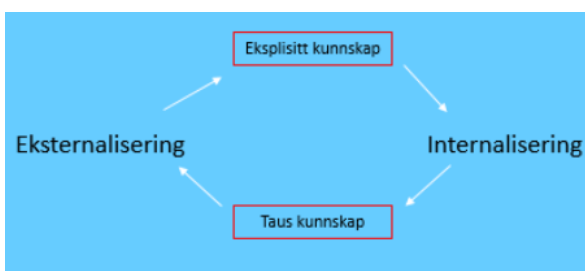 Eksplisitt kunnskap
Eksternalisering
Internalisering
Taus kunnskap